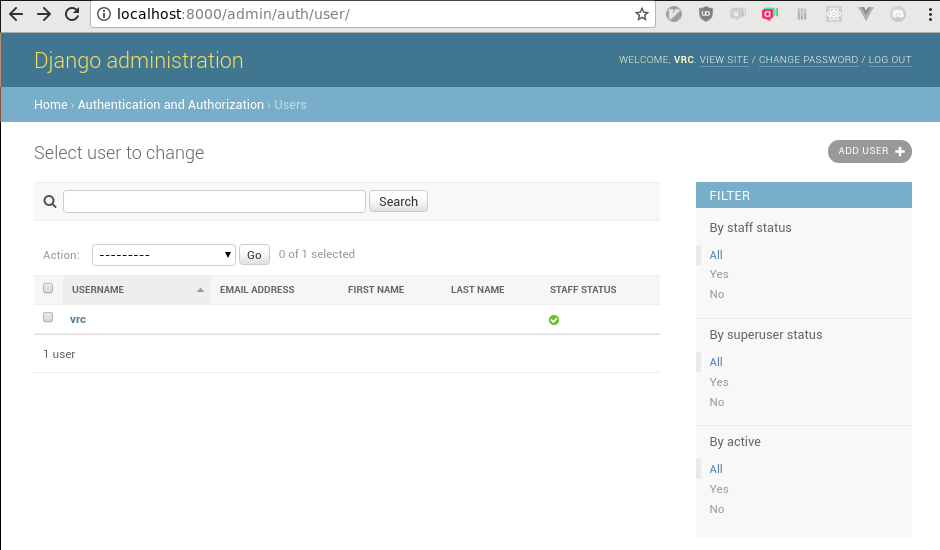 localhost:8000/admin/auth/user/
Django administration
WELCOME, VRC. VIEW SITE / CHANGE PASSWORD / LOG OUT
Home › Authentication and Authorization › Users
Select user to change
ADD USER
Search
Action: --------- Go 0 of 1 selected
USERNAME EMAIL ADDRESS FIRST NAME LAST NAME STAFF STATUS
vrc
1 user
FILTER
By staff status
All
Yes
No
By superuser status
All
Yes
No
By active
All
Yes
No